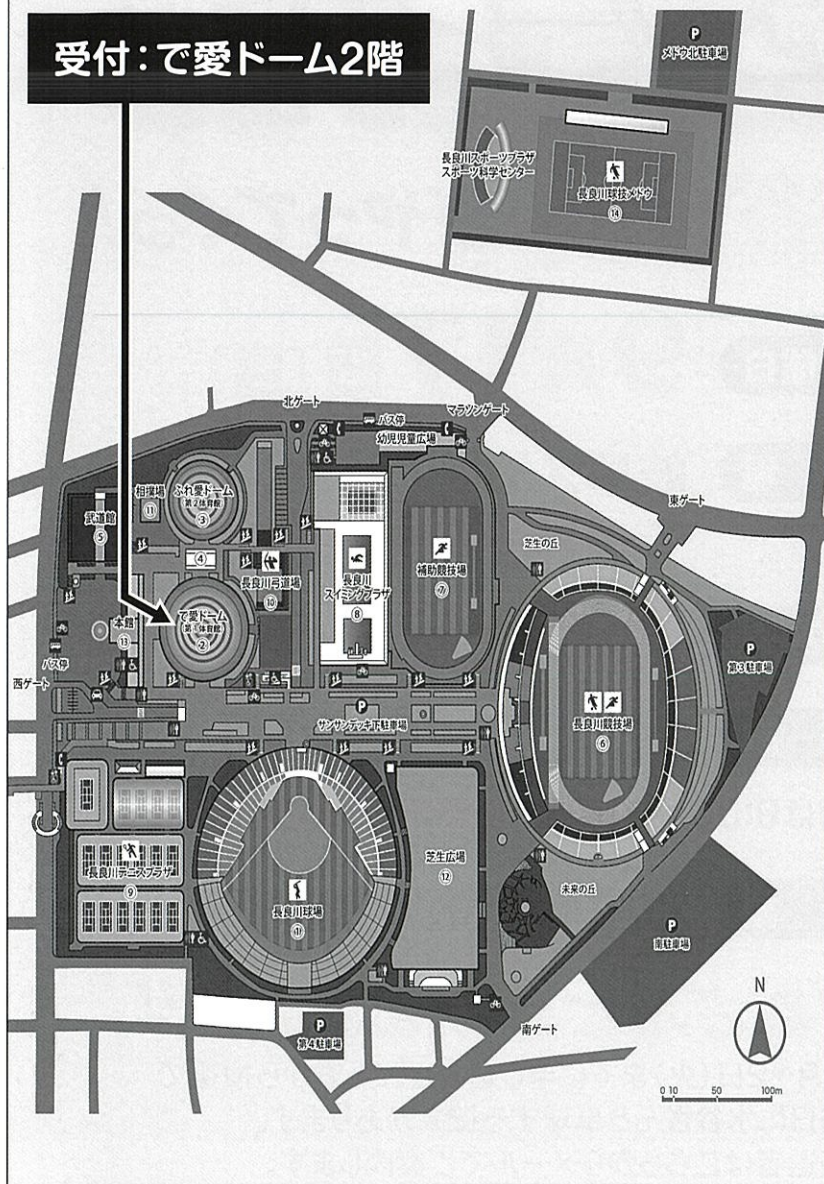 受付：で愛ドーム2階
P
メドウ北駐車場
長良川スポーツプラザ
スポーツ科学センター
長良川球技メドウ
⑭
北ゲート
バス停
マラソンゲート
幼児児童広場
東ゲート
相撲場
⑪
ふれ愛ドーム
第2体育館
③
武道館
⑤
④
長良川弓道場
⑩
長良川
スイミングプラザ
⑧
補助競技場
⑦
芝生の丘
で愛ドーム
②
本館
⑬
バス停
西ゲート
P
サンサンデッキ下駐車場
長良川競技場
⑥
P
第3駐車場
長良川テニスプラザ
⑨
長良川球場
①
芝生広場
⑫
未来の丘
P
南駐車場
南ゲート
P
第4駐車場
N
0 10 50 100m